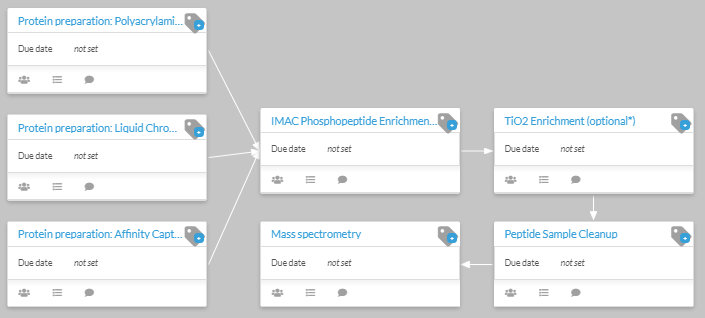 Protein preparation: Polyacrylami...
Due date not set
Protein preparation: Liquid Chro...
Due date not set
Protein preparation: Affinity Capt...
Due date not set
IMAC Phosphopeptide Enrichmen...
Due date not set
TiO2 Enrichment (optional*)
Due date not set
Peptide Sample Cleanup
Due date not set
Mass spectrometry
Due date not set